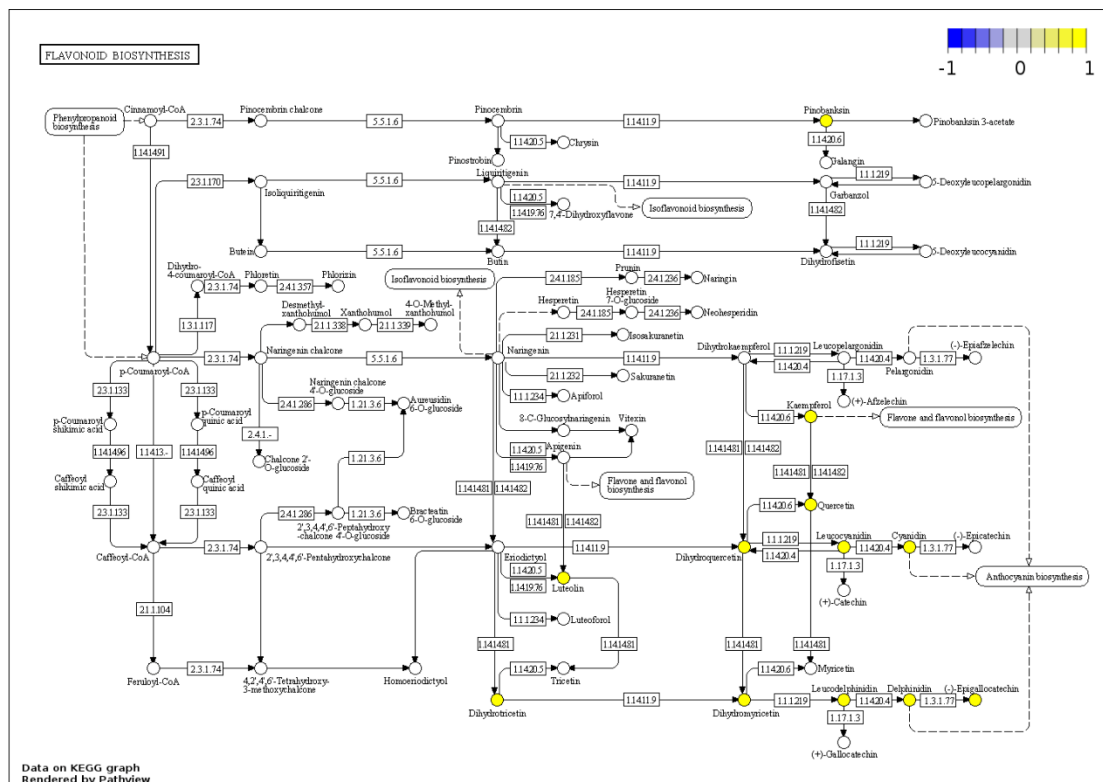 FLAVONOID BIOSYNTHESIS
-1 0 1
Phenylpropanoid
biosynthesis
Cinnamoyl-CoA
2.3.1.74
Pinocembrin chalcone
5.5.1.6
Pinocembrin
1.14.11.9
Pinobanksin
Pinobanksin 3-acetate
1.14.20.5
Chrysin
Pinostrobin
1.14.20.6
Galangin
1.14.14.91
2.3.1.170
Isoliquiritigenin
5.5.1.6
Liquiritigenin
1.14.11.9
Garbanzol
1.1.1.219
5-Deoxyleucopelargonidin
1.14.20.5
1.14.19.76
7,4'-Dihydroxyflavone
Isoflavonoid biosynthesis
1.14.14.82
1.14.14.82
Butein
5.5.1.6
Butin
1.14.11.9
Dihydrofisetin
1.1.1.219
5-Deoxyleucocyanidin
Dihydro-
4-coumaroyl-CoA
2.3.1.74
Phloretin
2.4.1.357
Phlorizin
Isoflavonoid biosynthesis
2.4.1.185
Prunin
2.4.1.236
Naringin
Hesperetin
2.4.1.185
Hesperetin
7-O-glucoside
2.4.1.236
Neohesperidin
1.3.1.117
Desmethyl-
xanthohumol
2.1.1.338
Xanthohumol
2.1.1.339
4-O-Methyl-
xanthohumol
2.1.1.231
Isosakuranetin
p-Coumaroyl-CoA
2.3.1.74
Naringenin chalcone
5.5.1.6
Naringenin
1.14.11.9
Dihydrokaempferol
1.1.1.219
1.14.20.4
Leucopelargonidin
1.14.20.4
Pelargonidin
1.3.1.77
(-)-Epiafzelechin
2.1.1.232
Sakuranetin
1.17.1.3
(+)-Afzelechin
2.3.1.133
2.3.1.133
2.4.1.286
Naringenin chalcone
4'-O-glucoside
1.21.3.6
Aureusidin
6-O-glucoside
1.1.1.234
Apiforol
Kaempferol
1.14.20.6
Flavone and flavonol biosynthesis
p-Coumaroyl
shikimic acid
p-Coumaroyl
quinic acid
2.4.1.-
8-C-Glucosylnaringenin
Vitexin
1.14.14.96
1.14.13.-
1.14.14.96
Chalcone 2'-
O-glucoside
1.21.3.6
1.14.20.5
1.14.19.76
Apigenin
1.14.14.81
1.14.14.82
1.14.14.81
1.14.14.82
Caffeoyl
shikimic acid
Caffeoyl
quinic acid
Flavone and flavonol
biosynthesis
1.14.14.81
1.14.14.82
1.14.20.6
Quercetin
2.3.1.133
2.3.1.133
2.4.1.286
2',3,4,4',6'-Peptahydroxy
-chalcone 4'-O-glucoside
1.21.3.6
Bracteatin
6-O-glucoside
1.14.14.81
1.14.14.82
Caffeoyl-CoA
2.3.1.74
2',3,4,4',6'-Pentahydroxychalcone
Eriodictyol
1.14.11.9
Dihydroquercetin
1.1.1.219
1.14.20.4
Leucocyanidin
1.14.20.4
Cyanidin
1.3.1.77
(-)-Epicatechin
1.14.20.5
1.14.19.76
Luteolin
1.17.1.3
(+)-Catechin
Anthocyanin biosynthesis
2.1.1.104
1.1.1.234
Luteoforol
1.14.14.81
1.14.14.81
1.14.14.81
1.14.14.81
Feruloyl-CoA
2.3.1.74
4,2',4',6'-Tetrahydroxy-
3-methoxychalcone
Homoeriodictyol
1.14.20.5
Tricetin
1.14.20.6
Myricetin
Dihydrotricetin
1.14.11.9
Dihydromyricetin
1.1.1.219
Leucodelphinidin
1.14.20.4
Delphinidin
1.3.1.77
(-)-Epigallocatechin
1.17.1.3
(+)-Gallocatechin
Data on KEGG graph
Rendered by Pathview